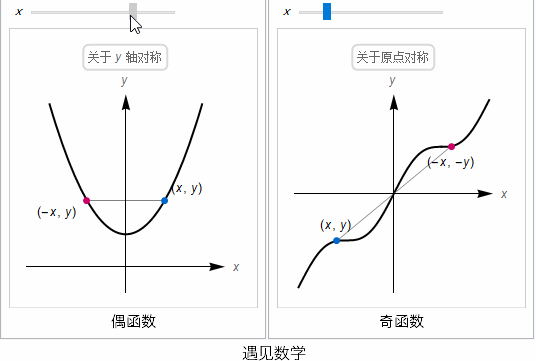 x
关于 y 轴对称
y
(x, y)
(−x, y)
x
偶函数
x
关于原点对称
y
(−x, −y)
x
(x, y)
奇函数
遇见数学